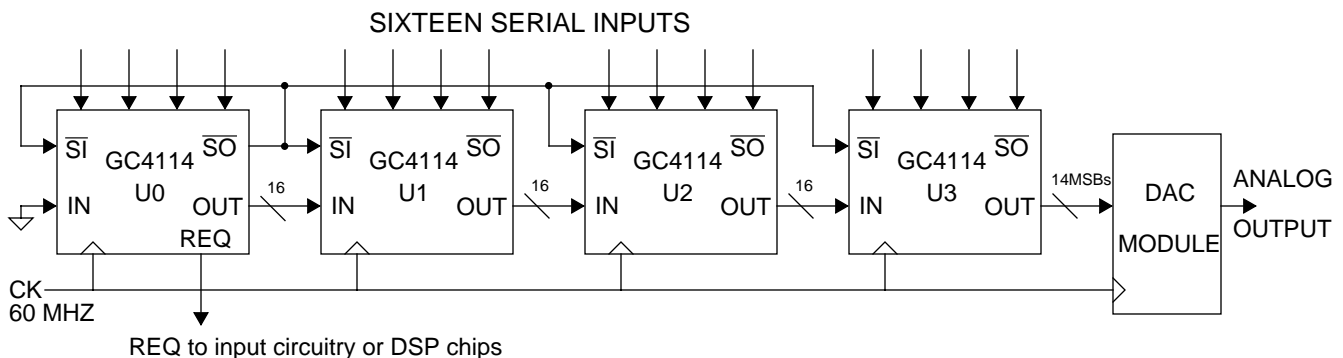 SIXTEEN SERIAL INPUTS
SI GC4114 SO
U0
IN OUT
REQ
16
SI GC4114 SO
U1
IN OUT
16
SI GC4114 SO
U2
IN OUT
16
SI GC4114 SO
U3
IN OUT
14MSBs
DAC
MODULE
ANALOG
OUTPUT
CK
60 MHZ
REQ to input circuitry or DSP chips